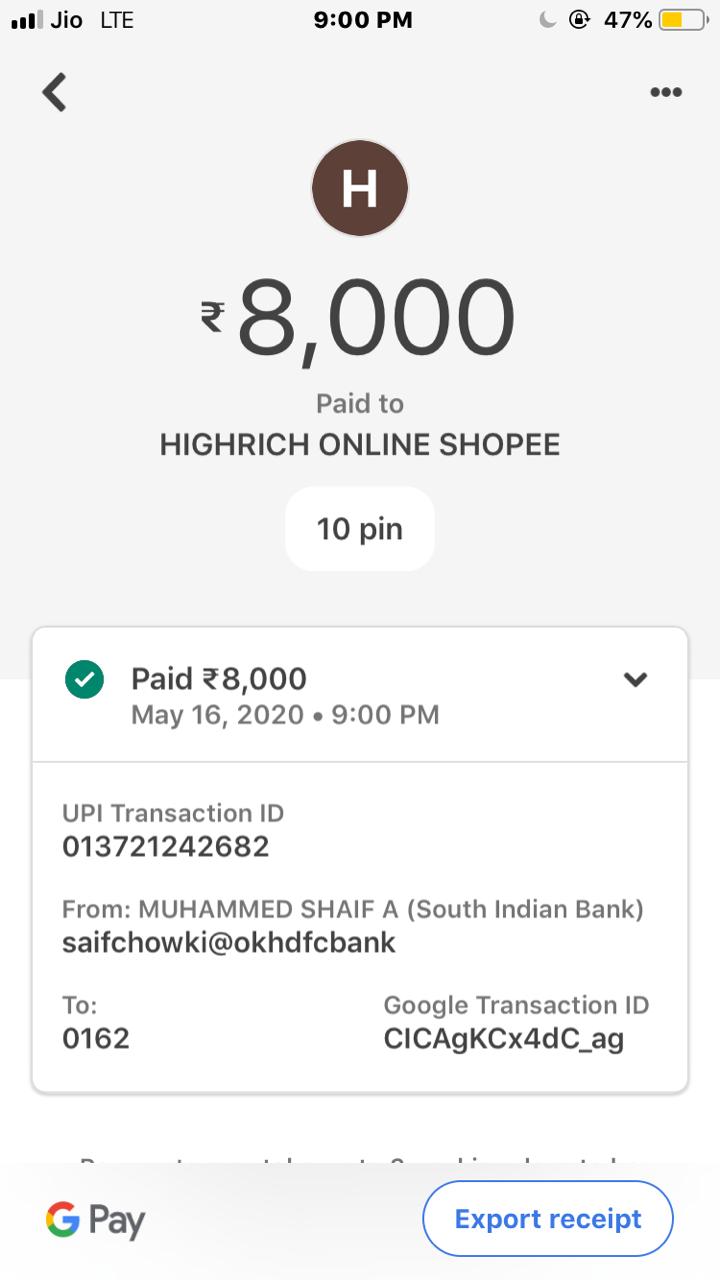 Jio LTE 9:00 PM 47%
H
₹8,000
Paid to
HIGHRICH ONLINE SHOPEE
10 pin
Paid ₹8,000
May 16, 2020 • 9:00 PM
UPI Transaction ID
013721242682
From: MUHAMMED SHAIF A (South Indian Bank)
saifchowki@okhdfcbank
To:
0162
Google Transaction ID
CICAgKCx4dC_ag
G Pay
Export receipt